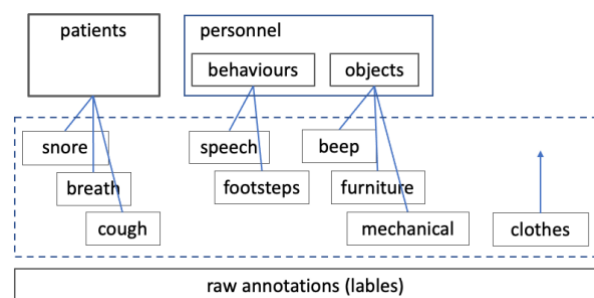 patients
personnel
behaviours
objects
snore
speech
beep
breath
footsteps
furniture
cough
mechanical
clothes
raw annotations (lables)